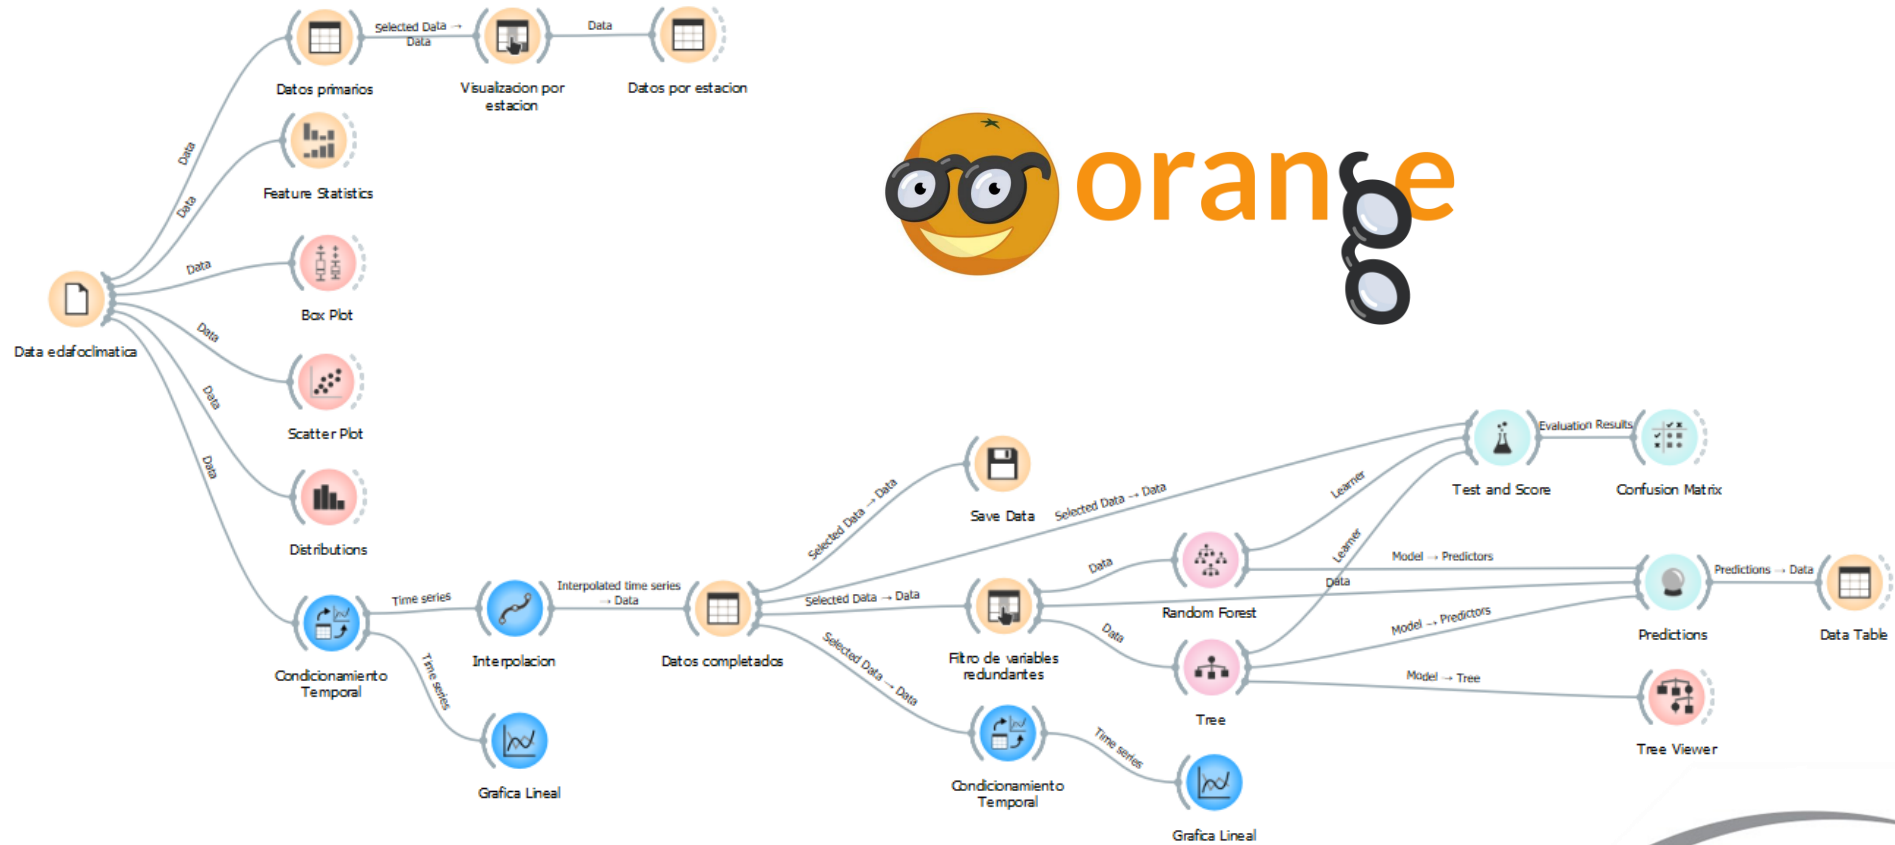 Selected Data →
Data
Data
Datos primarios
Visualizacion por
estacion
Datos por estacion
Data
Feature Statistics
Data
orange
Data
Box Plot
Data edafoclimatica
Data
Scatter Plot
Data
Distributions
Data
Condicionamiento
Temporal
Time series
Interpolacion
Time series
Grafica Lineal
Interpolated time series
→ Data
Datos completados
Selected Data → Data
Save Data
Selected Data → Data
Selected Data → Data
Filtro de variables
redundantes
Selected Data → Data
Condicionamiento
Temporal
Time series
Grafica Lineal
Data
Random Forest
Data
Tree
Learner
Learner
Test and Score
Evaluation Results
Confusion Matrix
Model → Predictors
Data
Model → Predictors
Predictions
Predictions → Data
Data Table
Model → Tree
Tree Viewer